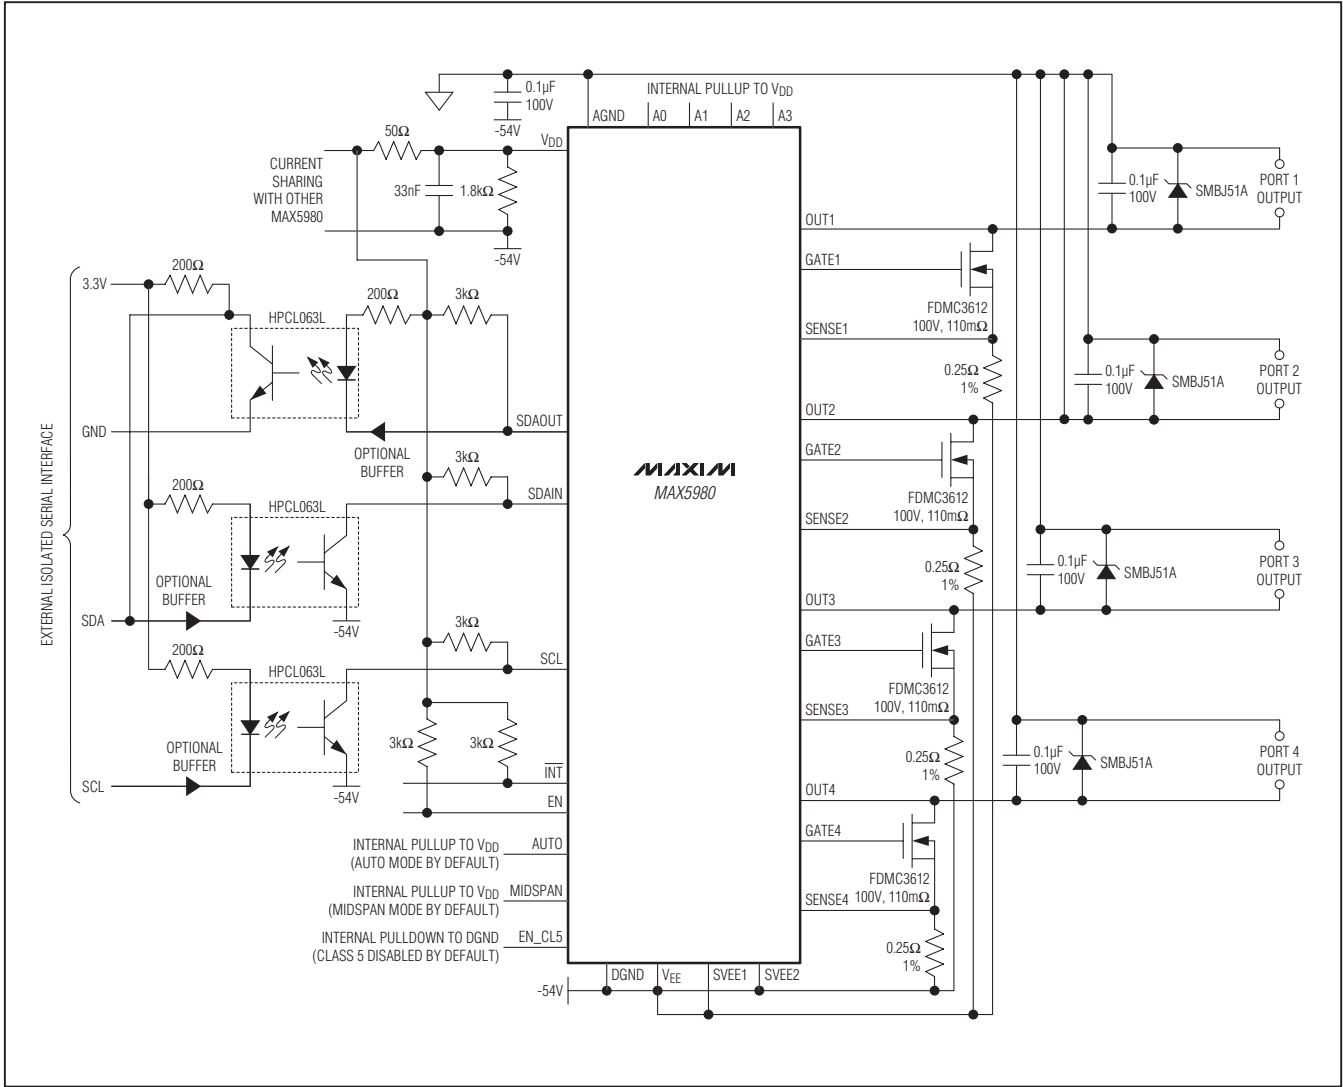 0.1µF
100V
-54V
INTERNAL PULLUP TO VDD
AGND
A0
A1
A2
A3
50Ω
VDD
CURRENT
SHARING
WITH OTHER
MAX5980
33nF
1.8kΩ
-54V
EXTERNAL ISOLATED SERIAL INTERFACE
3.3V
200Ω
HPCL063L
200Ω
3kΩ
GND
OPTIONAL
BUFFER
SDAOUT
200Ω
HPCL063L
3kΩ
SDAIN
OPTIONAL
BUFFER
SDA
-54V
200Ω
HPCL063L
3kΩ
SCL
OPTIONAL
BUFFER
SCL
-54V
3kΩ
3kΩ
INT
EN
INTERNAL PULLUP TO VDD
(AUTO MODE BY DEFAULT)
AUTO
INTERNAL PULLUP TO VDD
(MIDSPAN MODE BY DEFAULT)
MIDSPAN
INTERNAL PULLDOWN TO DGND
(CLASS 5 DISABLED BY DEFAULT)
EN_CL5
MAXIM
MAX5980
-54V
DGND
VEE
SVEE1
SVEE2
OUT1
GATE1
FDMC3612
100V, 110mΩ
SENSE1
0.25Ω
1%
0.1µF
100V
SMBJ51A
PORT 1
OUTPUT
OUT2
GATE2
FDMC3612
100V, 110mΩ
SENSE2
0.25Ω
1%
0.1µF
100V
SMBJ51A
PORT 2
OUTPUT
OUT3
GATE3
FDMC3612
100V, 110mΩ
SENSE3
0.25Ω
1%
0.1µF
100V
SMBJ51A
PORT 3
OUTPUT
OUT4
GATE4
FDMC3612
100V, 110mΩ
SENSE4
0.25Ω
1%
0.1µF
100V
SMBJ51A
PORT 4
OUTPUT